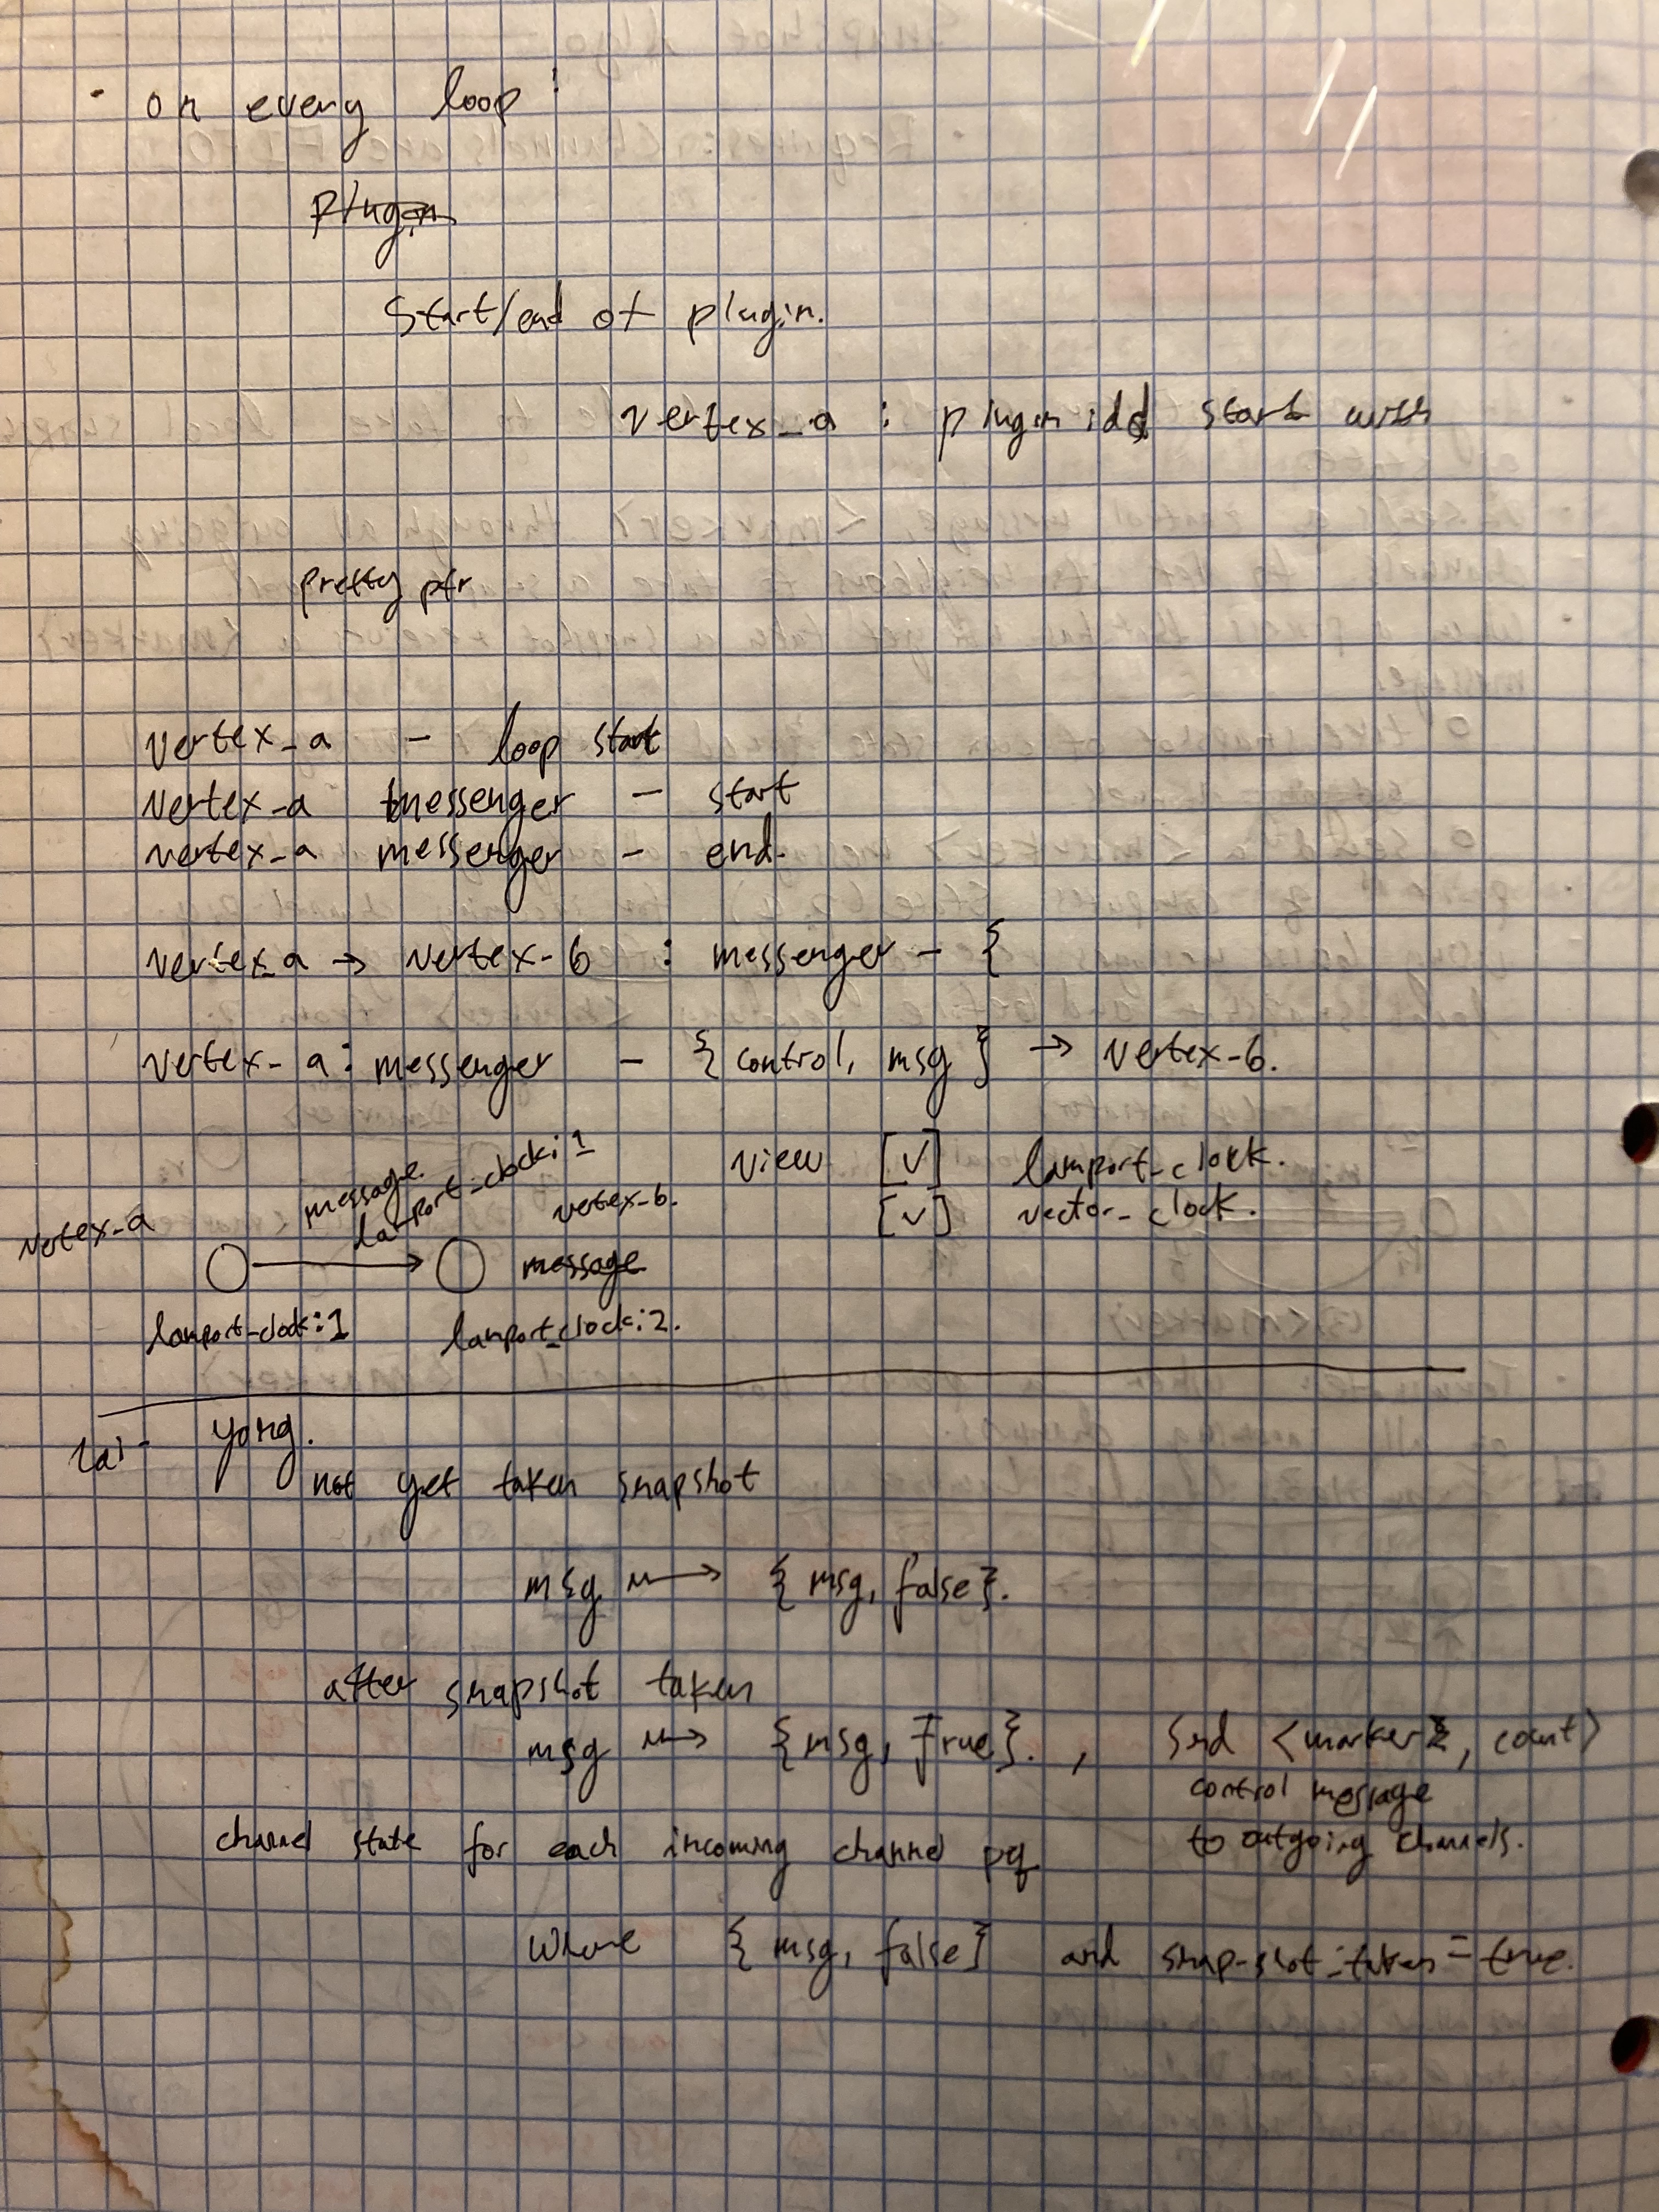 · on every loop:
plugin
start/end of plugin.
vertex_a : plugin idd start with
pretty ptr
vertex_a - loop start
vertex_a messenger - start
vertex_a messenger - end.
vertex_a → vertex-b : messenger - {
vertex-a : messenger - {control, msg} → vertex-b.
view [✓] lamport_clock.
[✓] vector_clock.
message
lamport_clock:1
vertex-b.
vertex_a
message
lamport-clock:1 lamport_clock:2.
Lai-Yang.
not yet taken snapshot
msg ↦ {msg, false}.
after snapshot taken
msg ↦ {msg, True}. , Send <marker, count>
control message
to outgoing channels.
channel state for each incoming channel pq
where {msg, false} and snap-shot_taken = true.